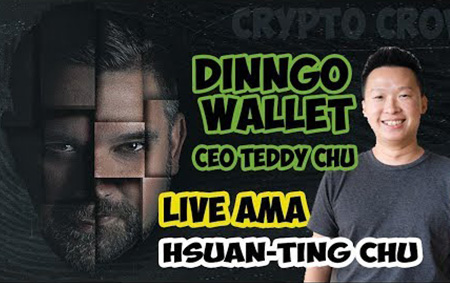 CRYPTO CRO
DINNGO
WALLET
CEO TEDDY CHU
LIVE AMA
HSUAN-TING CHU